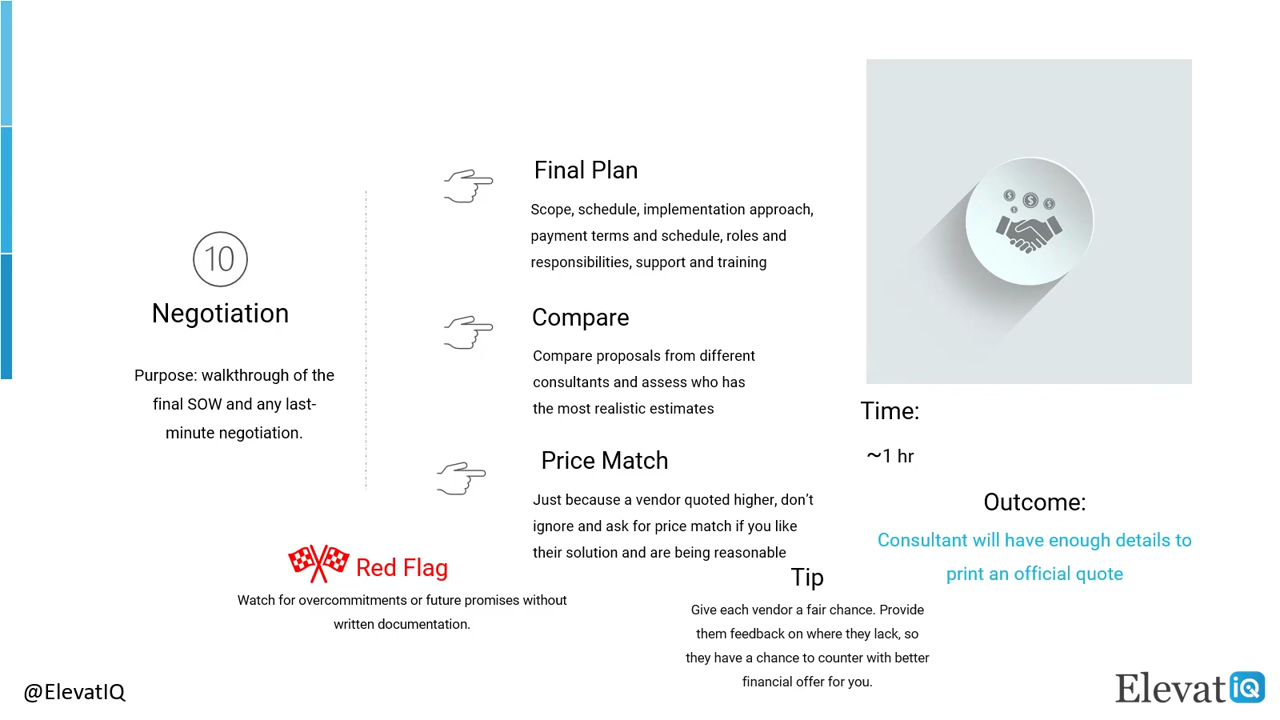 10
Negotiation
Purpose: walkthrough of the
final SOW and any last-
minute negotiation.
Final Plan
Scope, schedule, implementation approach,
payment terms and schedule, roles and
responsibilities, support and training
Compare
Compare proposals from different
consultants and assess who has
the most realistic estimates
Price Match
Just because a vendor quoted higher, don’t
ignore and ask for price match if you like
their solution and are being reasonable
Red Flag
Watch for overcommitments or future promises without
written documentation.
Tip
Give each vendor a fair chance. Provide
them feedback on where they lack, so
they have a chance to counter with better
financial offer for you.
$ $ $
$
Time:
~1 hr
Outcome:
Consultant will have enough details to
print an official quote
@ElevatIQ
ElevatiQ